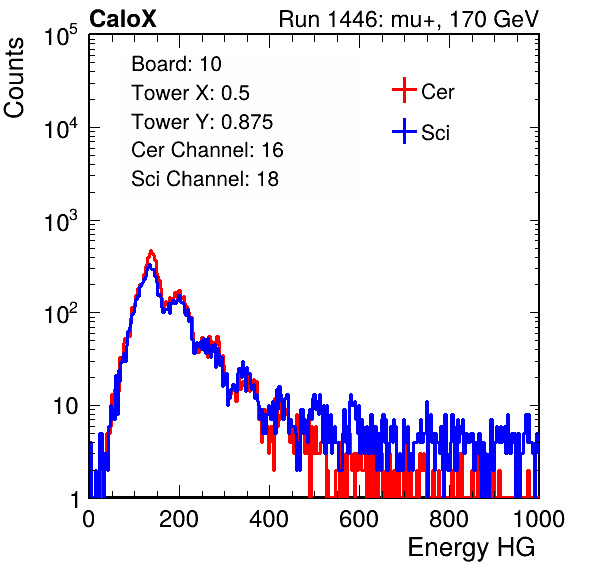 CaloX Run 1446: mu+, 170 GeV
Counts
Board: 10
Tower X: 0.5
Tower Y: 0.875
Cer Channel: 16
Sci Channel: 18
Cer
Sci
10^5
10^4
10^3
10^2
10
1
0 200 400 600 800 1000
Energy HG